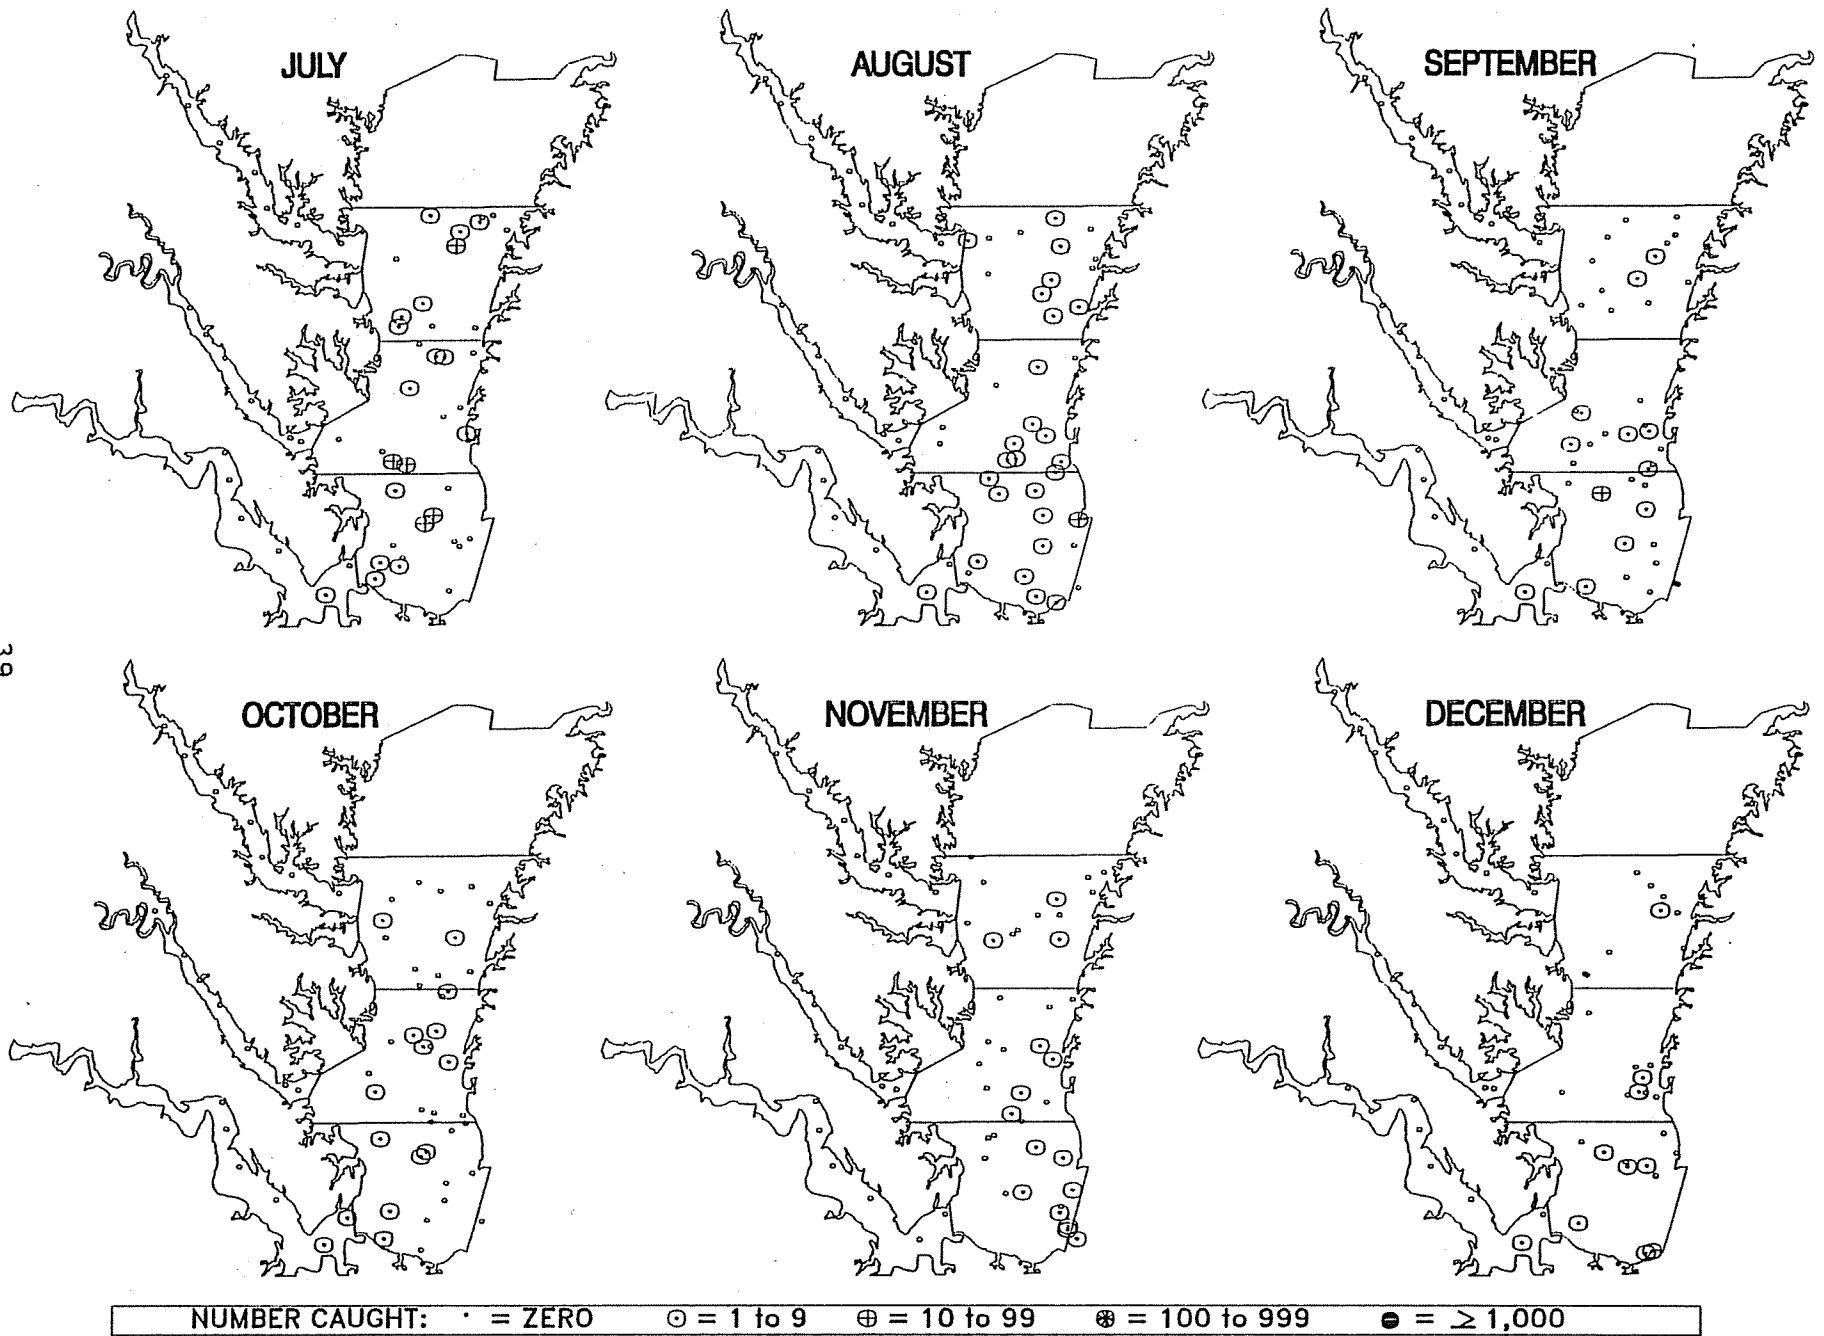 JULY
AUGUST
SEPTEMBER
39
OCTOBER
NOVEMBER
DECEMBER
NUMBER CAUGHT: · = ZERO ⊙ = 1 to 9 ⊕ = 10 to 99 ⊛ = 100 to 999 ● = ≥ 1,000